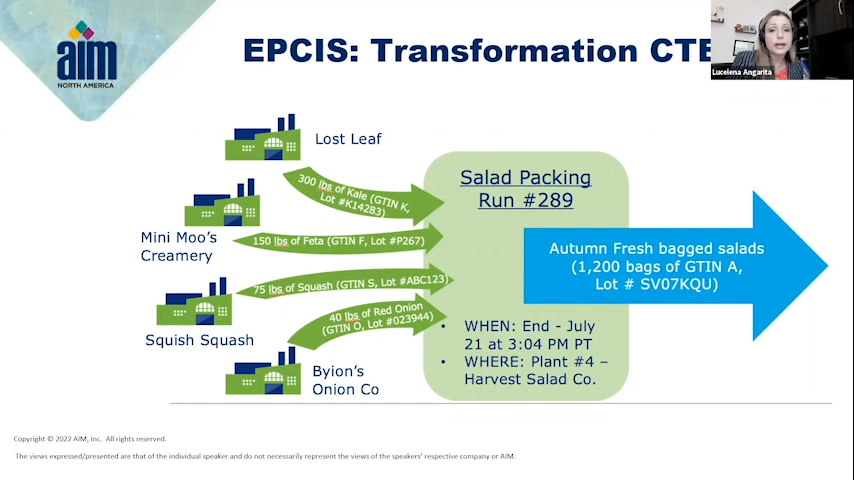 aim
NORTH AMERICA
EPCIS: Transformation CTE
Lucelena Angarita
Lost Leaf
300 lbs of Kale (GTIN K,
Lot #K14283)
Mini Moo's
Creamery
150 lbs of Feta (GTIN F, Lot #P267)
75 lbs of Squash (GTIN S, Lot #ABC123)
Squish Squash
40 lbs of Red Onion
(GTIN O, Lot #023944)
Byion's
Onion Co
Salad Packing
Run #289
Autumn Fresh bagged salads
(1,200 bags of GTIN A,
Lot # SV07KQU)
• WHEN: End - July
21 at 3:04 PM PT
• WHERE: Plant #4 –
Harvest Salad Co.
Copyright © 2022 AIM, Inc. All rights reserved.
The views expressed/presented are that of the individual speaker and do not necessarily represent the views of the speakers' respective company or AIM.